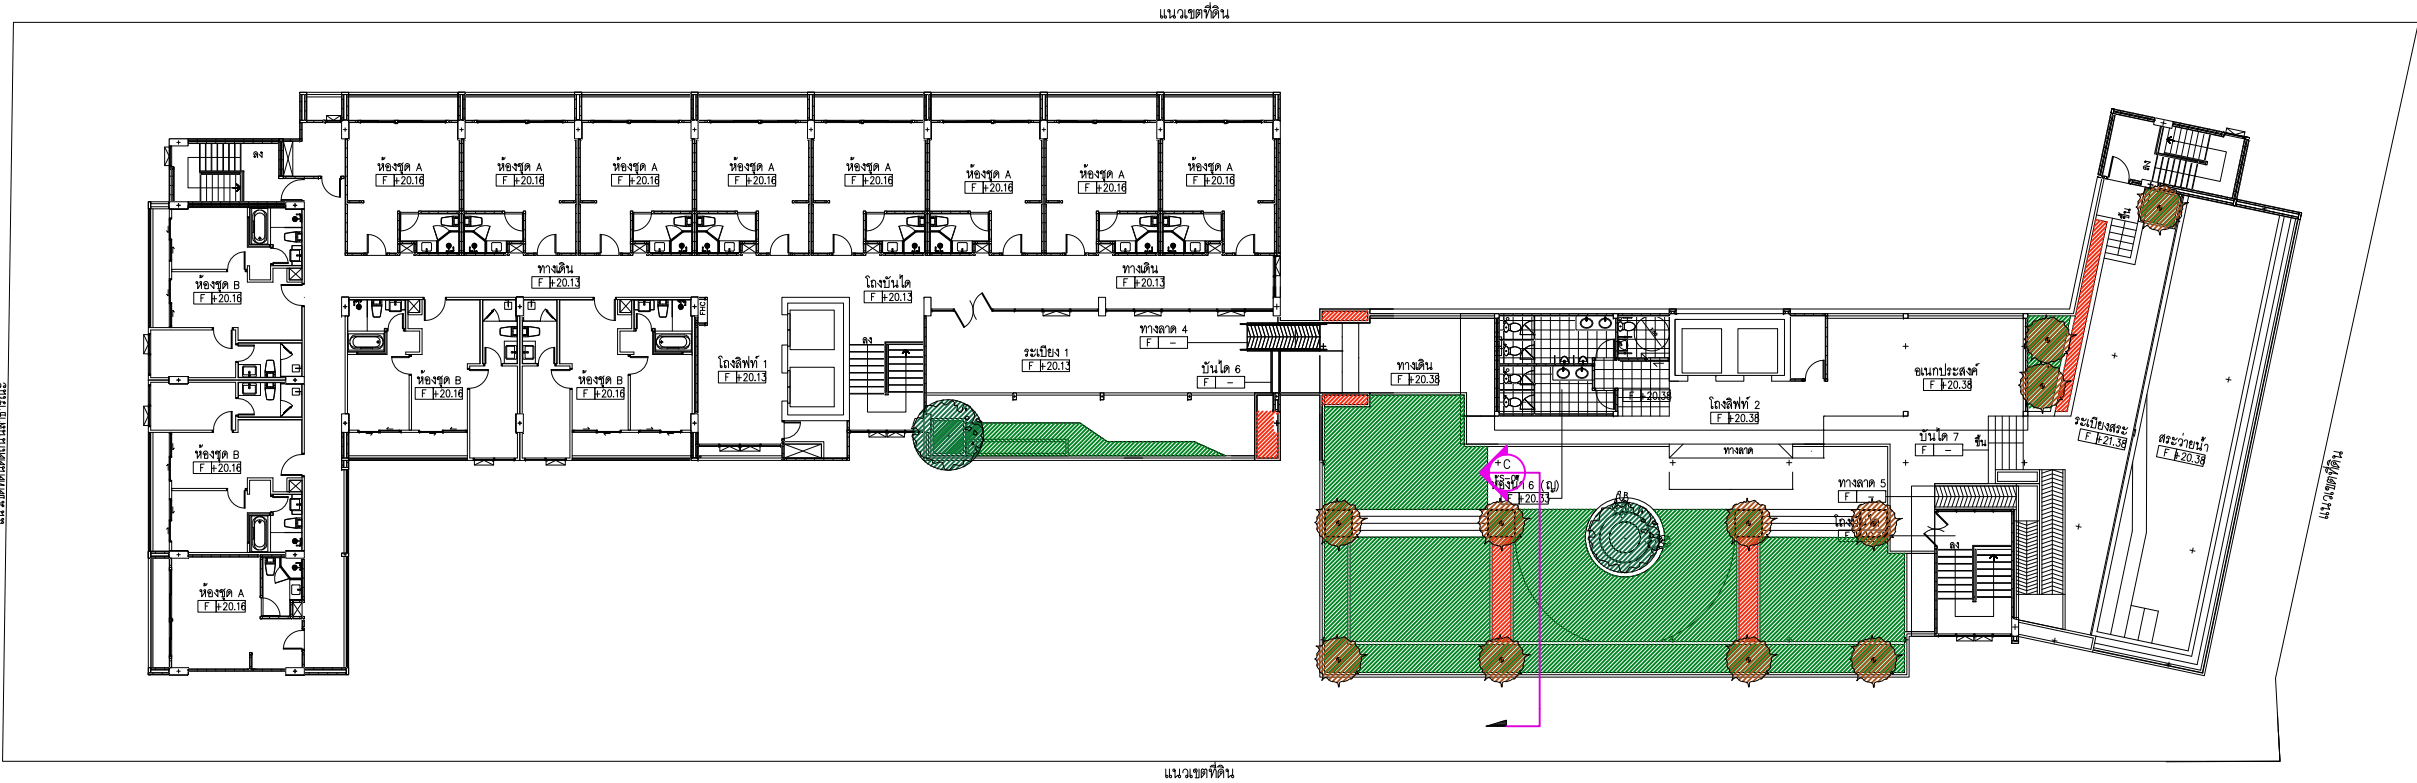 แนวเขตที่ดิน
ลง
ห้องชุด A
F +20.16
ห้องชุด A
F +20.16
ห้องชุด A
F +20.16
ห้องชุด A
F +20.16
ห้องชุด A
F +20.16
ห้องชุด A
F +20.16
ห้องชุด A
F +20.16
ห้องชุด A
F +20.16
ลง
ขึ้น
ทางเดิน
F +20.13
โถงบันได
F +20.13
ทางเดิน
F +20.13
ห้องชุด B
F +20.16
FHC
ลง
ทางลาด 4
F -
โถงลิฟท์ 1
F +20.13
ระเบียง 1
F +20.13
บันได 6
F -
ห้องชุด B
F +20.16
ห้องชุด B
F +20.16
ทางเดิน
F +20.38
F +20.38
โถงลิฟท์ 2
F +20.38
อเนกประสงค์
F +20.38
ระเบียงสระ
F +21.38
สระว่ายน้ำ
F +20.38
บันได 7
F -
ขึ้น
ทางลาด
ห้องชุด B
F +20.16
C
6 (ญ)
F +20.33
ทางลาด 5
F -
ลง
แนวเขตที่ดิน
ห้องชุด A
F +20.16
แนวเขตที่ดิน